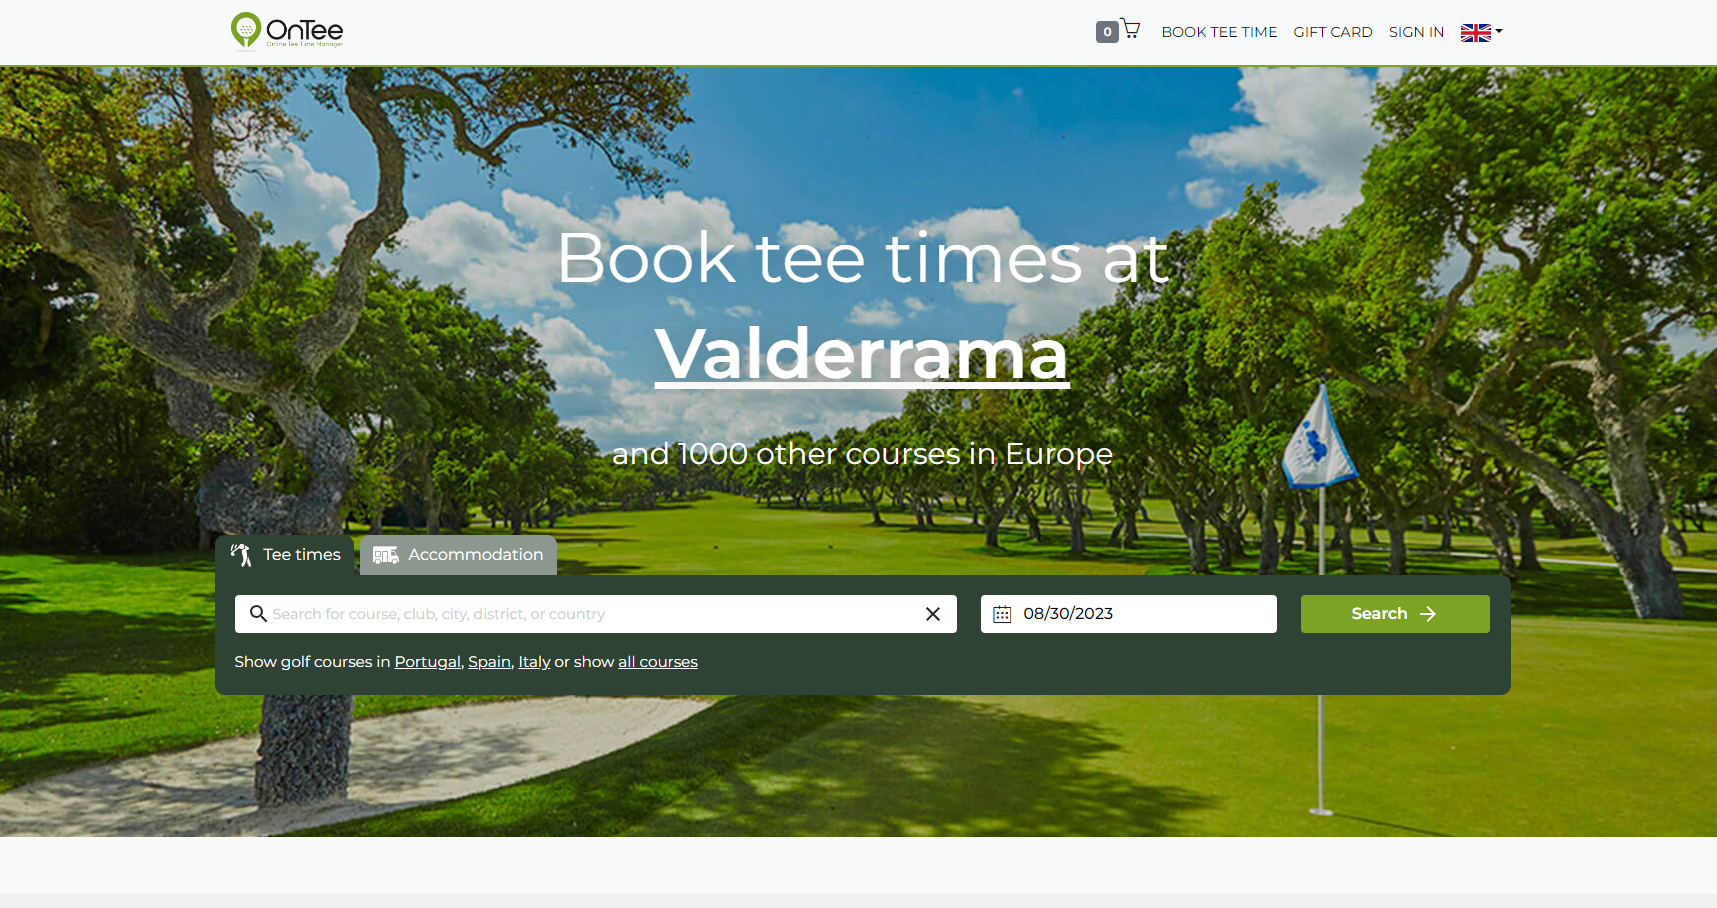 OnTee
Online Tee Time Manager
0
BOOK TEE TIME
GIFT CARD
SIGN IN
Book tee times at
Valderrama
and 1000 other courses in Europe
Tee times
Accommodation
Search for course, club, city, district, or country
08/30/2023
Search
Show golf courses in Portugal, Spain, Italy or show all courses